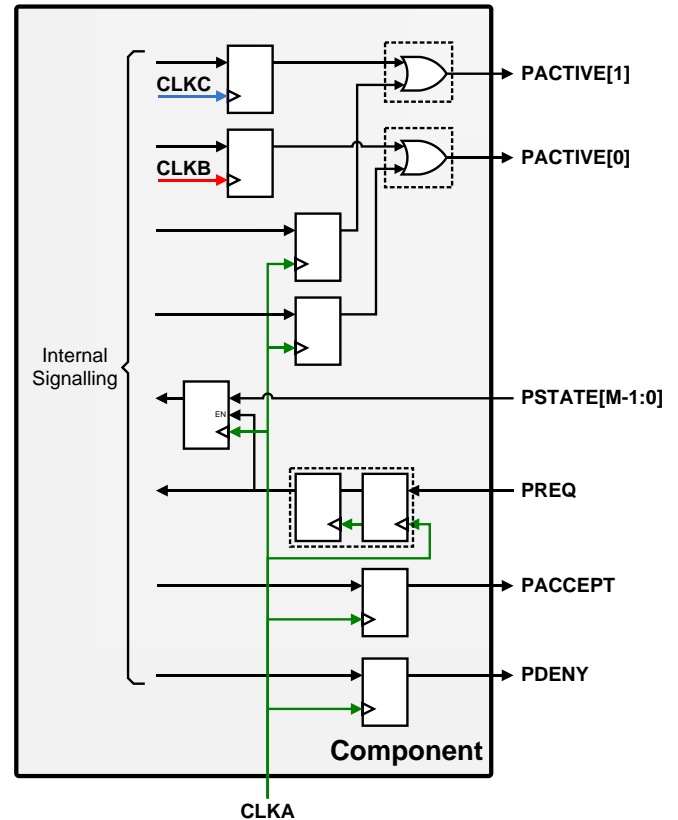 PACTIVE[1]
CLKC
PACTIVE[0]
CLKB
Internal
Signalling
PSTATE[M-1:0]
EN
PREQ
PACCEPT
PDENY
Component
CLKA